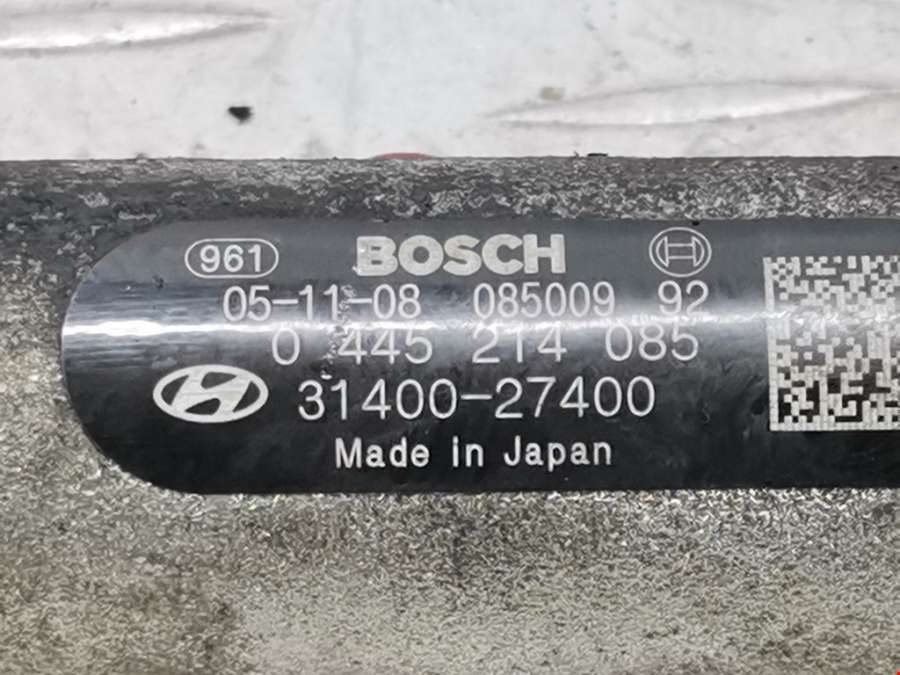 961 BOSCH
05-11-08 085009 92
0 445 214 085
31400-27400
Made in Japan